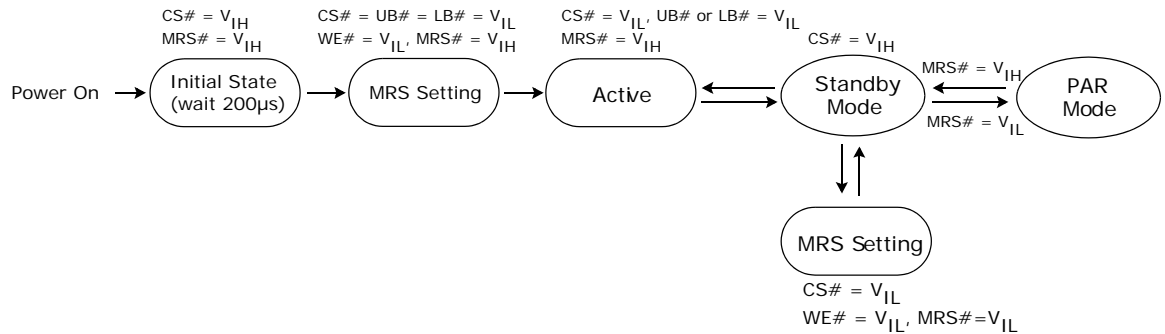 CS# = VIH
MRS# = VIH
CS# = UB# = LB# = VIL
WE# = VIL, MRS# = VIH
CS# = VIL, UB# or LB# = VIL
MRS# = VIH
CS# = VIH
Power On
Initial State
(wait 200µs)
MRS Setting
Active
Standby
Mode
MRS# = VIH
MRS# = VIL
PAR
Mode
MRS Setting
CS# = VIL
WE# = VIL, MRS#=VIL